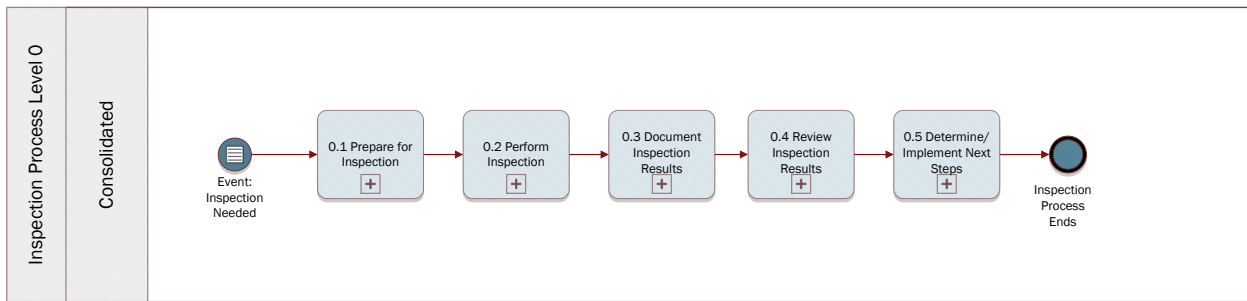 Inspection Process Level 0
Consolidated
Event:
Inspection
Needed
0.1 Prepare for
Inspection
0.2 Perform
Inspection
0.3 Document
Inspection
Results
0.4 Review
Inspection
Results
0.5 Determine/
Implement Next
Steps
Inspection
Process
Ends